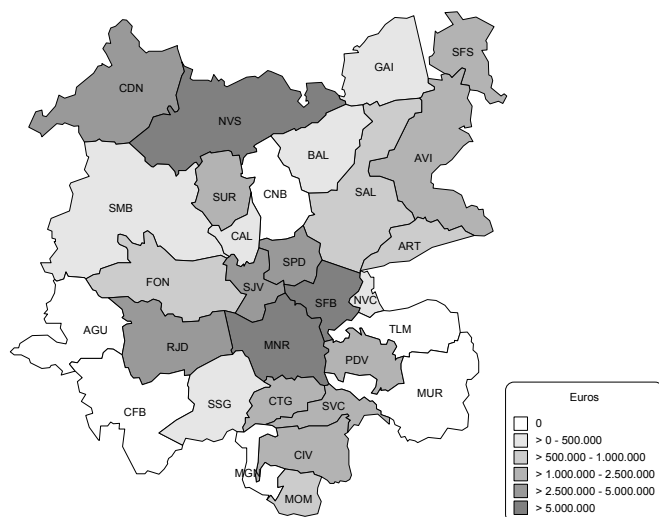 SFS
GAI
CDN
NVS
AVI
BAL
SUR
CNB
SAL
SMB
CAL
ART
SPD
FON
SJV
SFB
NVC
AGU
TLM
RJD
MNR
PDV
MUR
CFB
SSG
CTG
SVC
CIV
MGN
MOM
Euros
0
> 0 - 500.000
> 500.000 - 1.000.000
> 1.000.000 - 2.500.000
> 2.500.000 - 5.000.000
> 5.000.000